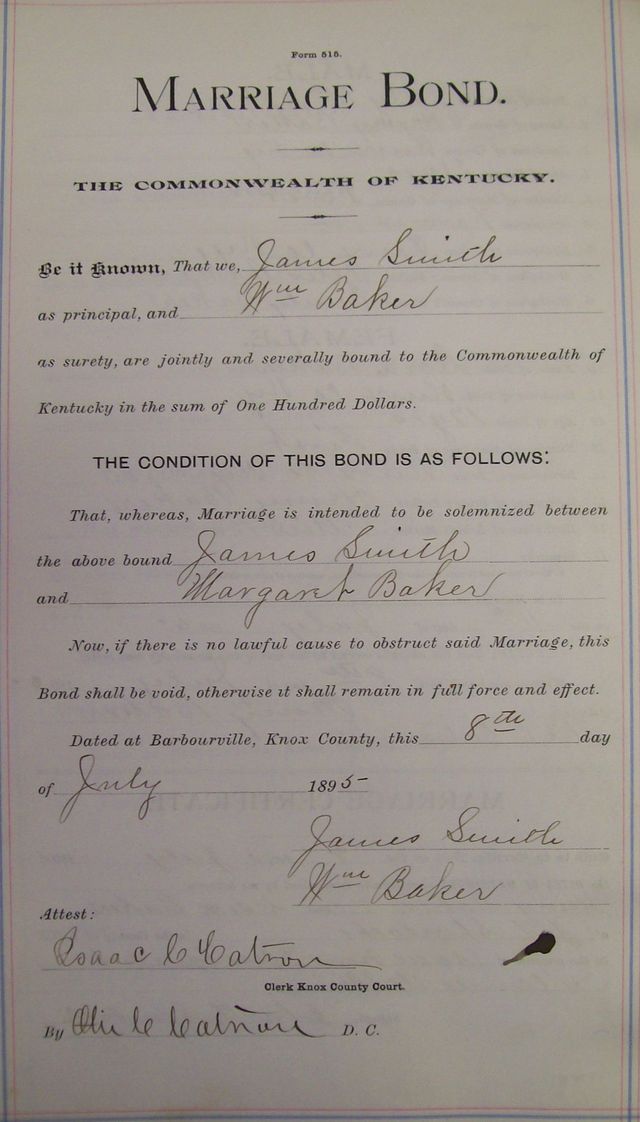 Form 515.
MARRIAGE BOND.
THE COMMONWEALTH OF KENTUCKY.
Be it Known, That we, James Smith
as principal, and Wm Baker
as surety, are jointly and severally bound to the Commonwealth of
Kentucky in the sum of One Hundred Dollars.
THE CONDITION OF THIS BOND IS AS FOLLOWS:
That, whereas, Marriage is intended to be solemnized between
the above bound James Smith
and Margaret Baker
Now, if there is no lawful cause to obstruct said Marriage, this
Bond shall be void, otherwise it shall remain in full force and effect.
Dated at Barbourville, Knox County, this 8th day
of July 1895
James Smith
Wm Baker
Attest:
Isaac C Catron
Clerk Knox County Court.
By C Catron D. C.